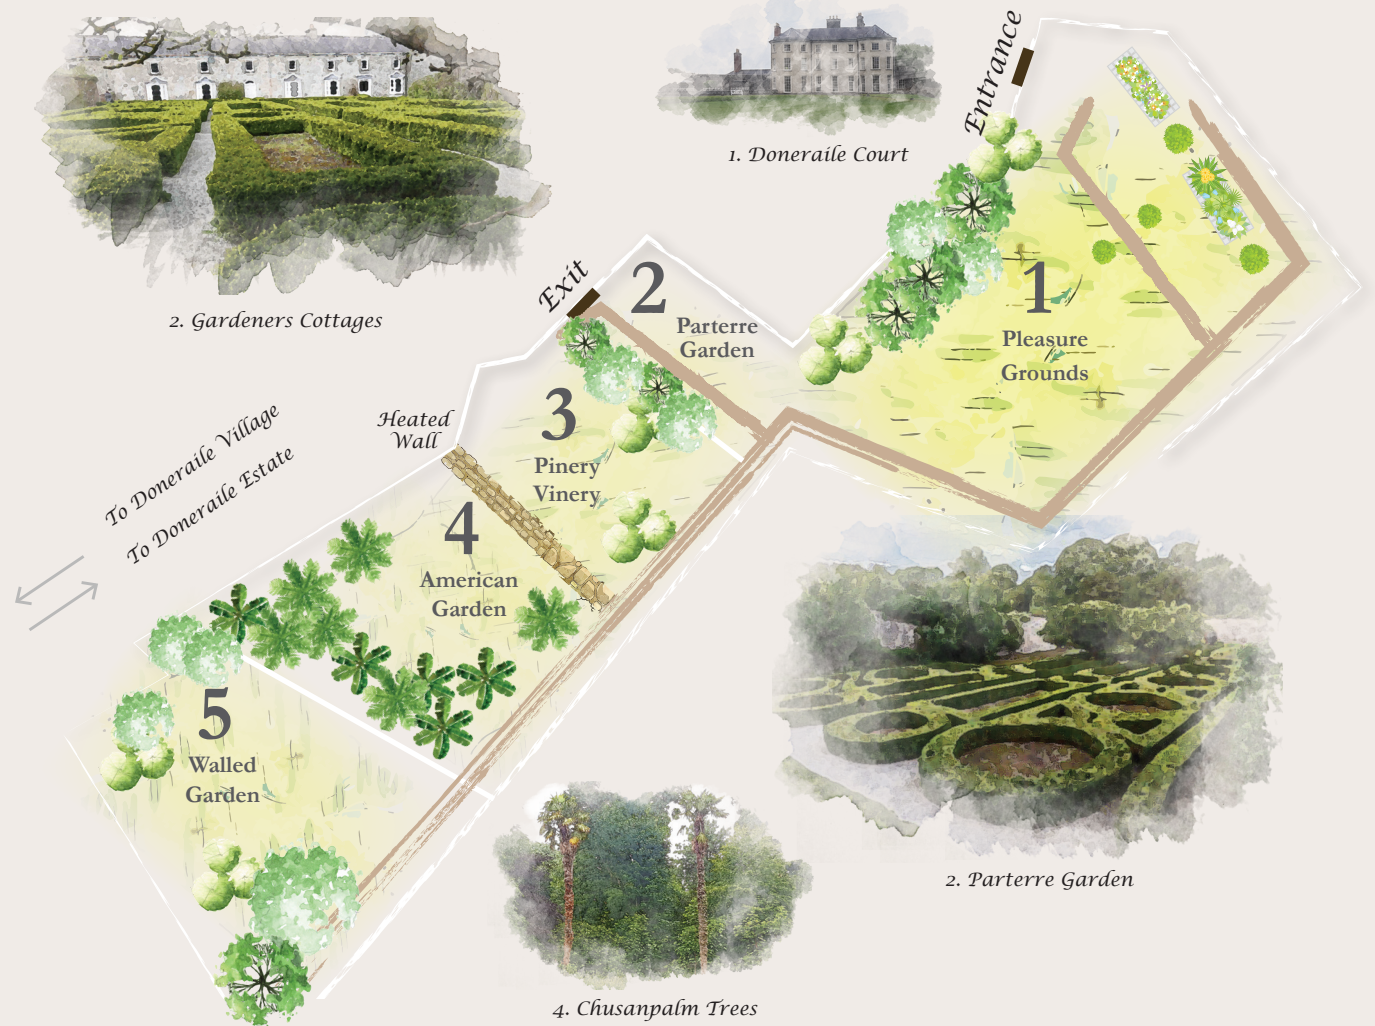 1. Doneraile Court
Entrance
2. Gardeners Cottages
Exit
2
Parterre
Garden
1
Pleasure
Grounds
Heated
Wall
3
Pinery
Vinery
To Doneraile Village
To Doneraile Estate
4
American
Garden
5
Walled
Garden
2. Parterre Garden
4. Chusanpalm Trees